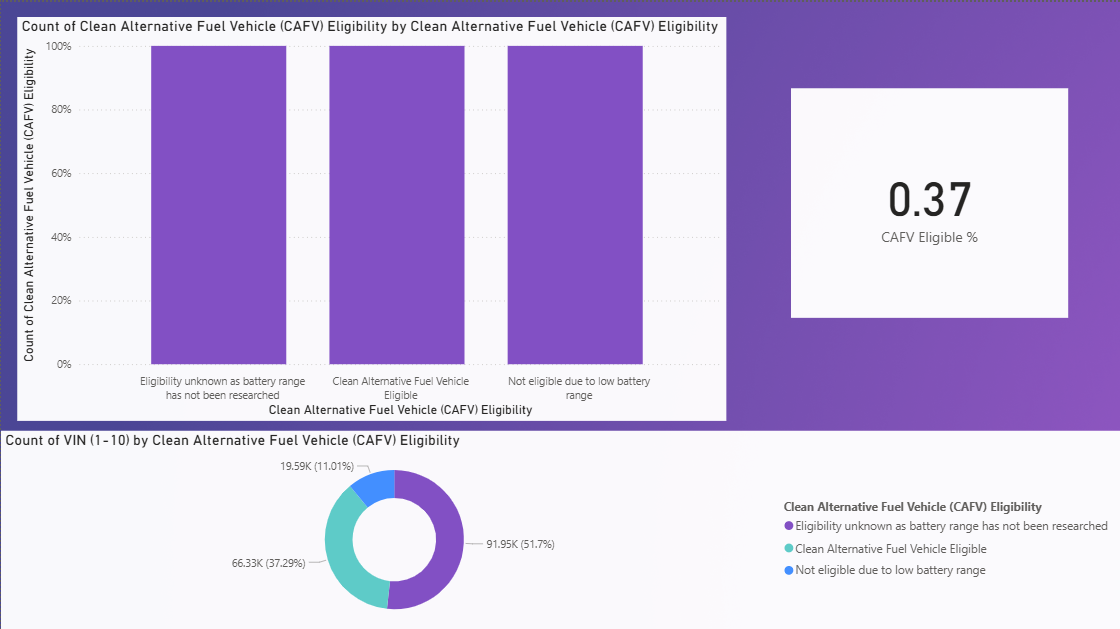 Count of Clean Alternative Fuel Vehicle (CAFV) Eligibility by Clean Alternative Fuel Vehicle (CAFV) Eligibility
Count of Clean Alternative Fuel Vehicle (CAFV) Eligibility
100%
80%
60%
40%
20%
0%
Eligibility unknown as battery range
has not been researched
Clean Alternative Fuel Vehicle
Eligible
Not eligible due to low battery
range
Clean Alternative Fuel Vehicle (CAFV) Eligibility
0.37
CAFV Eligible %
Count of VIN (1-10) by Clean Alternative Fuel Vehicle (CAFV) Eligibility
19.59K (11.01%)
91.95K (51.7%)
66.33K (37.29%)
Clean Alternative Fuel Vehicle (CAFV) Eligibility
Eligibility unknown as battery range has not been researched
Clean Alternative Fuel Vehicle Eligible
Not eligible due to low battery range